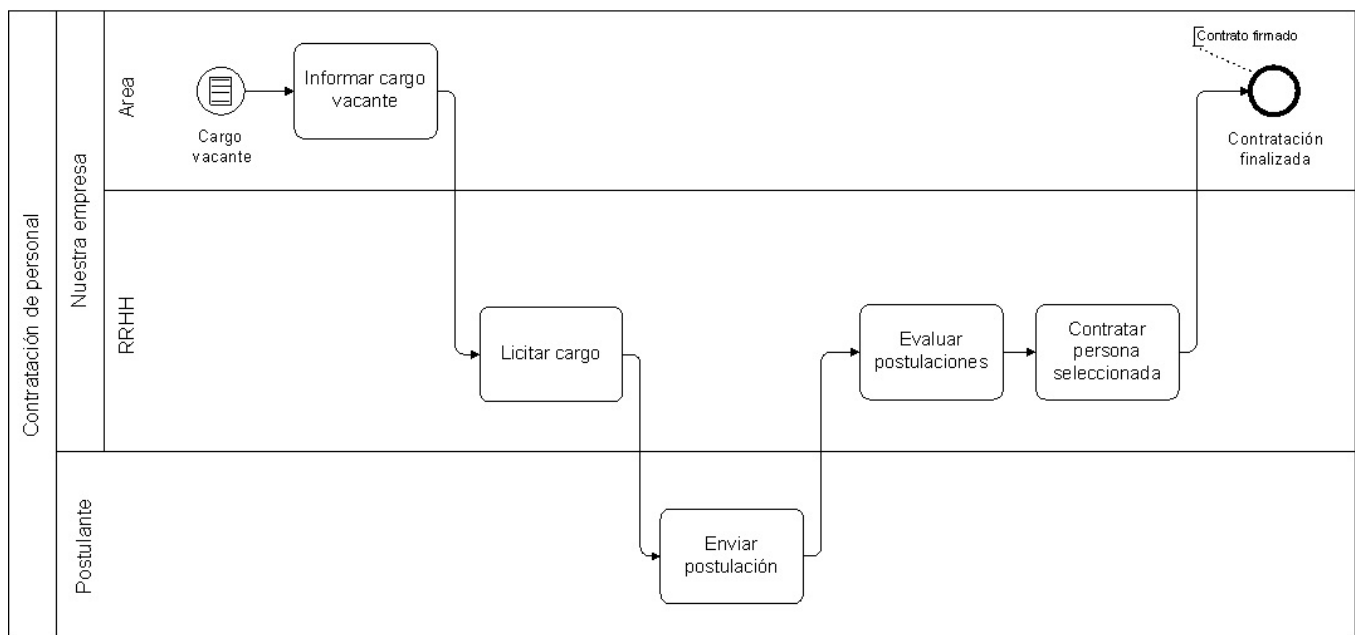 Contratación de personal
Nuestra empresa
Area
Cargo
vacante
Informar cargo
vacante
Contrato firmado
Contratación
finalizada
RRHH
Licitar cargo
Evaluar
postulaciones
Contratar
persona
seleccionada
Postulante
Enviar
postulación